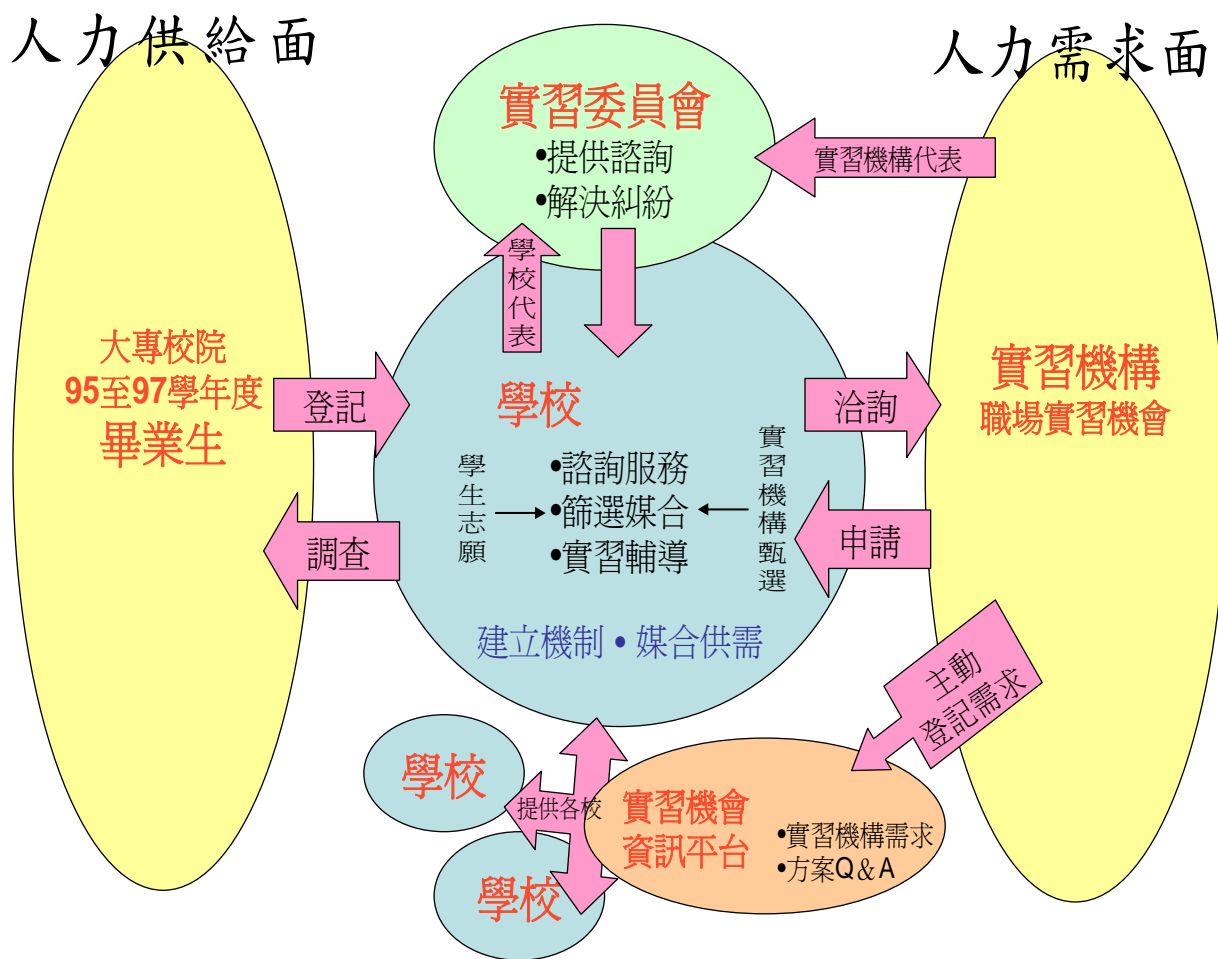 人力供給面
人力需求面
實習委員會
•提供諮詢
•解決糾紛
實習機構代表
學校代表
大專校院
95至97學年度
畢業生
登記
調查
學校
學生志願
•諮詢服務
•篩選媒合
•實習輔導
實習機構甄選
建立機制•媒合供需
洽詢
申請
實習機構
職場實習機會
主動
登記需求
學校
提供各校
學校
實習機會
資訊平台
•實習機構需求
•方案Q&A